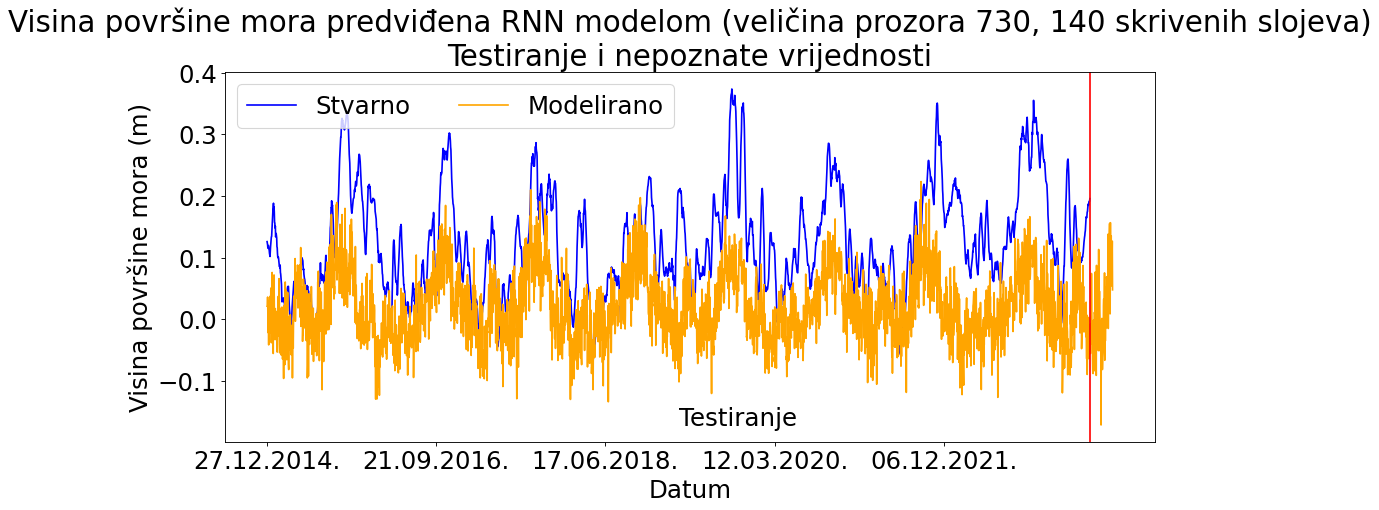 Visina površine mora predviđena RNN modelom (veličina prozora 730, 140 skrivenih slojeva)
Testiranje i nepoznate vrijednosti
Stvarno Modelirano
Visina površine mora (m)
0.4
0.3
0.2
0.1
0.0
−0.1
Testiranje
27.12.2014. 21.09.2016. 17.06.2018. 12.03.2020. 06.12.2021.
Datum